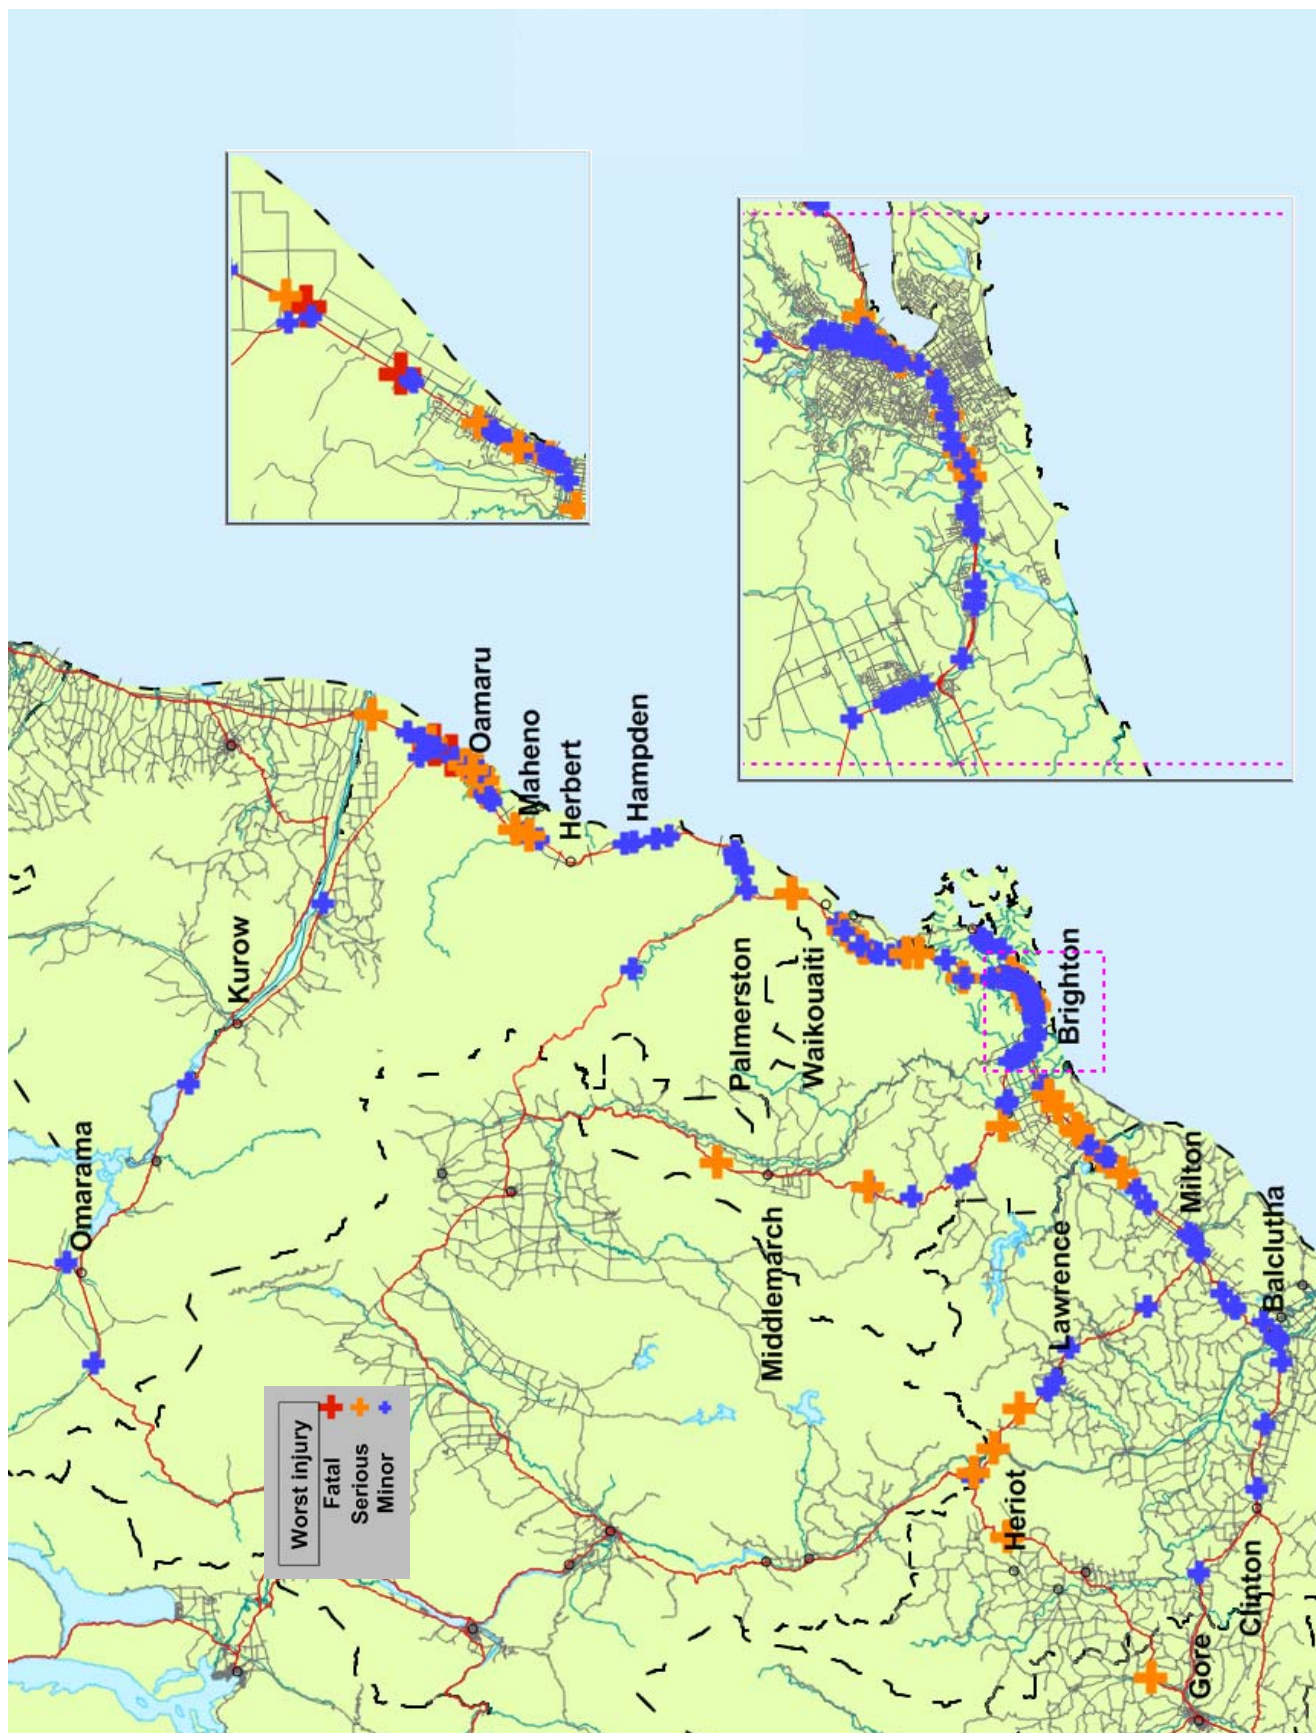 Omarama
Kurow
Oamaru
Maheno
Herbert
Hampden
Palmerston
Waikouaiti
Brighton
Middlemarch
Lawrence
Milton
Balclutha
Heriot
Clinton
Gore
Worst injury
Fatal
Serious
Minor